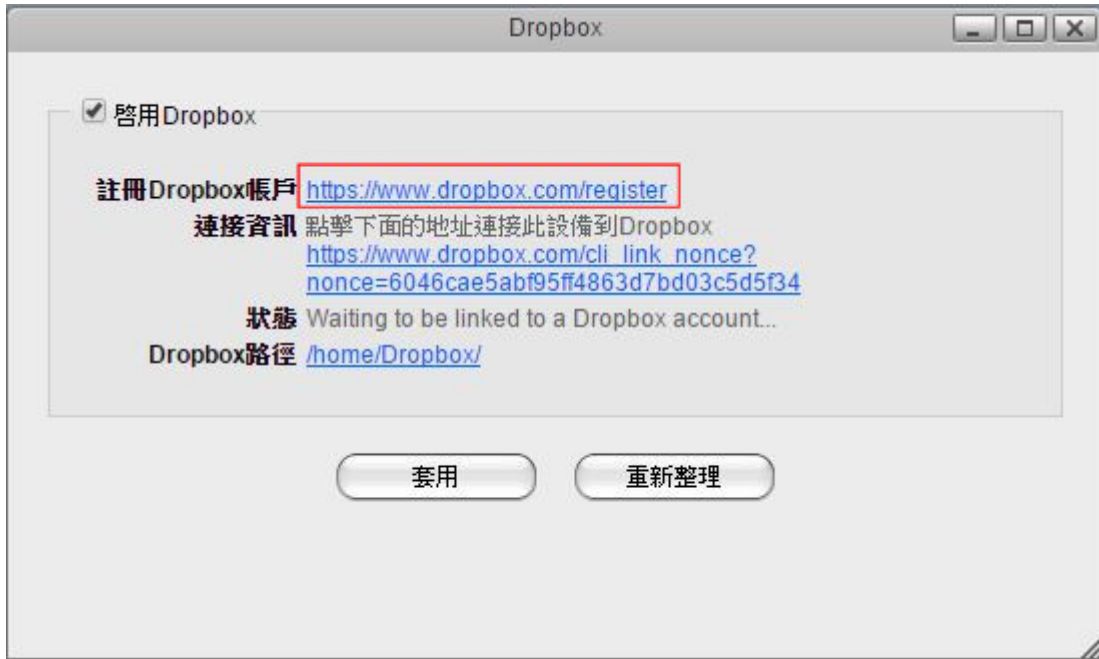 Dropbox
啓用Dropbox
註冊Dropbox帳戶 https://www.dropbox.com/register
連接資訊 點擊下面的地址連接此設備到Dropbox
https://www.dropbox.com/cli_link_nonce?
nonce=6046cae5abf95ff4863d7bd03c5d5f34
狀態 Waiting to be linked to a Dropbox account...
Dropbox路徑 /home/Dropbox/
套用 重新整理